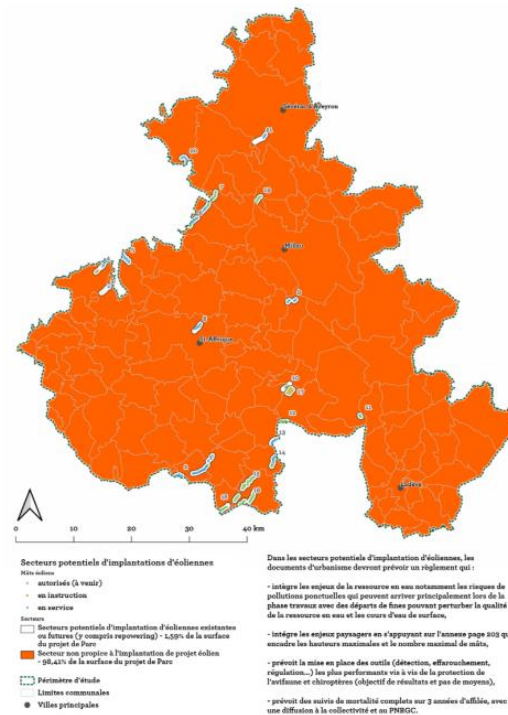 Sévérac d'Aveyron
Millau
St Affrique
Lodève
0 10 20 30 40 km
Secteurs potentiels d'implantations d'éoliennes
Mâts éoliens
autorisés (à venir)
en instruction
en service
Secteurs
Secteurs potentiels d'implantation d'éoliennes existantes
ou futures (y compris repowering) - 1,59% de la surface
du projet de Parc
Secteur non propice à l'implantation de projet éolien
- 98,41% de la surface du projet de Parc
Périmètre d'étude
Limites communales
Villes principales
Dans les secteurs potentiels d'implantation d'éoliennes, les
documents d'urbanisme devront prévoir un règlement qui :
- intègre les enjeux de la ressource en eau notamment les risques de
pollutions ponctuelles qui peuvent arriver principalement lors de la
phase travaux avec des départs de fines pouvant perturber la qualité
de la ressource en eau et les cours d'eau de surface,
- intègre les enjeux paysagers en s'appuyant sur l'annexe page 203 qu
encadre les hauteurs maximales et le nombre maximal de mâts,
- prévoit la mise en place des outils (détection, effarouchement,
régulation...) les plus performants vis à vis de la protection de
l'avifaune et chiroptères (objectif de résultats et pas de moyens),
- prévoit des suivis de mortalité complets sur 3 années d'affilée, avec
une diffusion à la collectivité et au PNRGC.